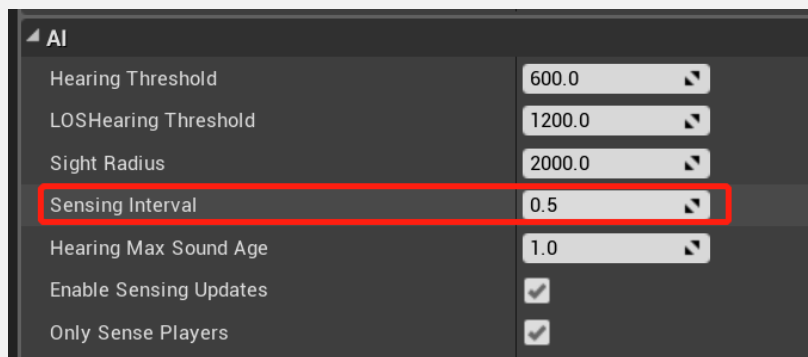 AI
Hearing Threshold 600.0
LOSHearing Threshold 1200.0
Sight Radius 2000.0
Sensing Interval 0.5
Hearing Max Sound Age 1.0
Enable Sensing Updates
Only Sense Players